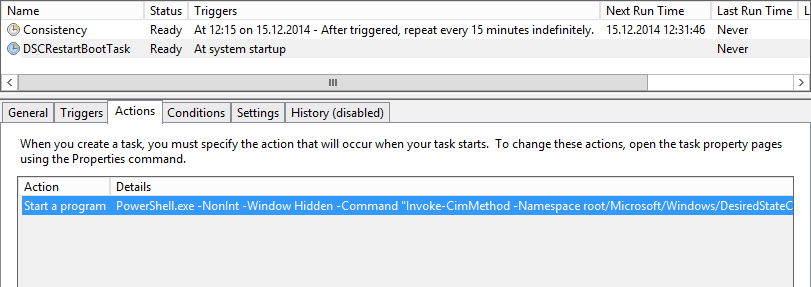 Name Status Triggers Next Run Time Last Run Time L
Consistency Ready At 12:15 on 15.12.2014 - After triggered, repeat every 15 minutes indefinitely. 15.12.2014 12:31:46 Never
DSCRestartBootTask Ready At system startup Never
General Triggers Actions Conditions Settings History (disabled)
When you create a task, you must specify the action that will occur when your task starts. To change these actions, open the task property pages
using the Properties command.
Action Details
Start a program PowerShell.exe -NonInt -Window Hidden -Command "Invoke-CimMethod -Namespace root/Microsoft/Windows/DesiredStateC